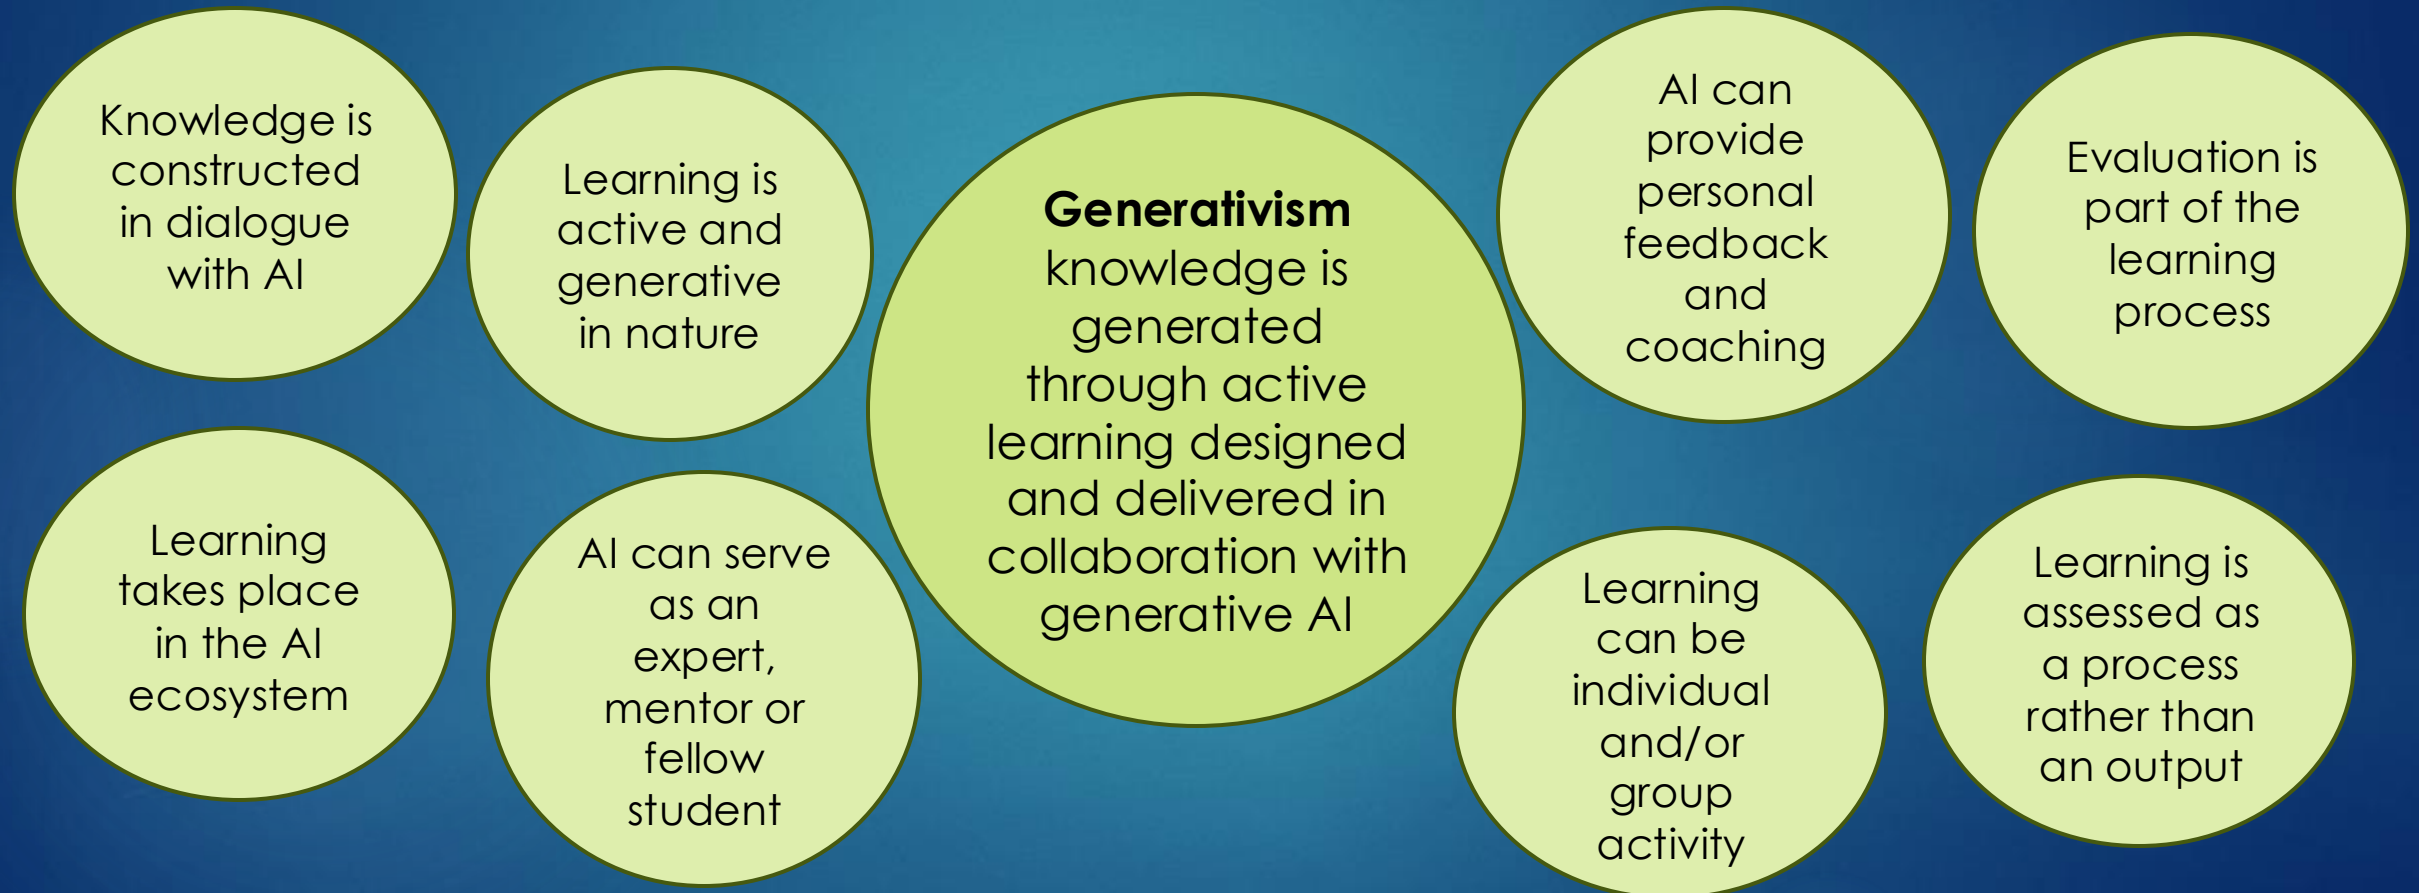 Knowledge is
constructed
in dialogue
with AI
Learning is
active and
generative
in nature
Generativism
knowledge is
generated
through active
learning designed
and delivered in
collaboration with
generative AI
AI can
provide
personal
feedback
and
coaching
Evaluation is
part of the
learning
process
Learning
takes place
in the AI
ecosystem
AI can serve
as an
expert,
mentor or
fellow
student
Learning
can be
individual
and/or
group
activity
Learning is
assessed as
a process
rather than
an output